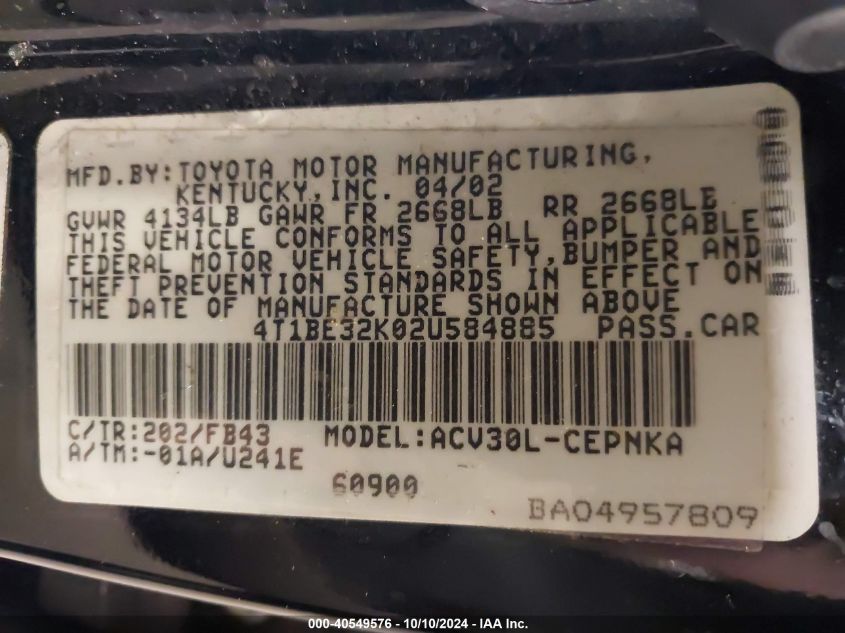 MFD.BY:TOYOTA MOTOR MANUFACTURING,
KENTUCKY,INC. 04/02
GVWR 4134LB GAWR FR 2668LB RR 2668LB
THIS VEHICLE CONFORMS TO ALL APPLICABLE
FEDERAL MOTOR VEHICLE SAFETY,BUMPER AND
THEFT PREVENTION STANDARDS IN EFFECT ON
THE DATE OF MANUFACTURE SHOWN ABOVE
4T1BE32K02U584885 PASS.CAR
C/TR:202/FB43 MODEL:ACV30L-CEPNKA
A/TM:-01A/U241E
60900
BA04957809
000-40549576 - 10/10/2024 - IAA Inc.